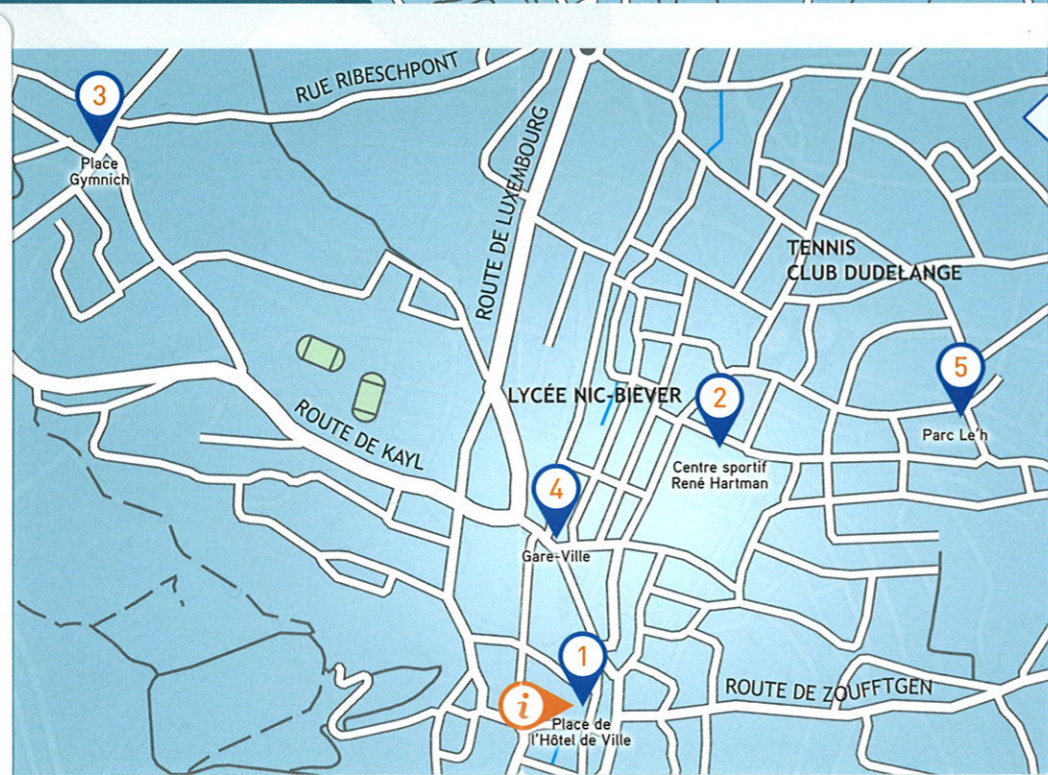 RUE RIBESCHPONT
3
Place
Gymnich
ROUTE DE LUXEMBOURG
TENNIS
CLUB DUDELANGE
5
Parc Le'h
LYCÉE NIC-BIEVER
2
Centre sportif
René Hartman
ROUTE DE KAYL
4
Gare-Ville
1
i
Place de
l'Hôtel de Ville
ROUTE DE ZOUFFTGEN